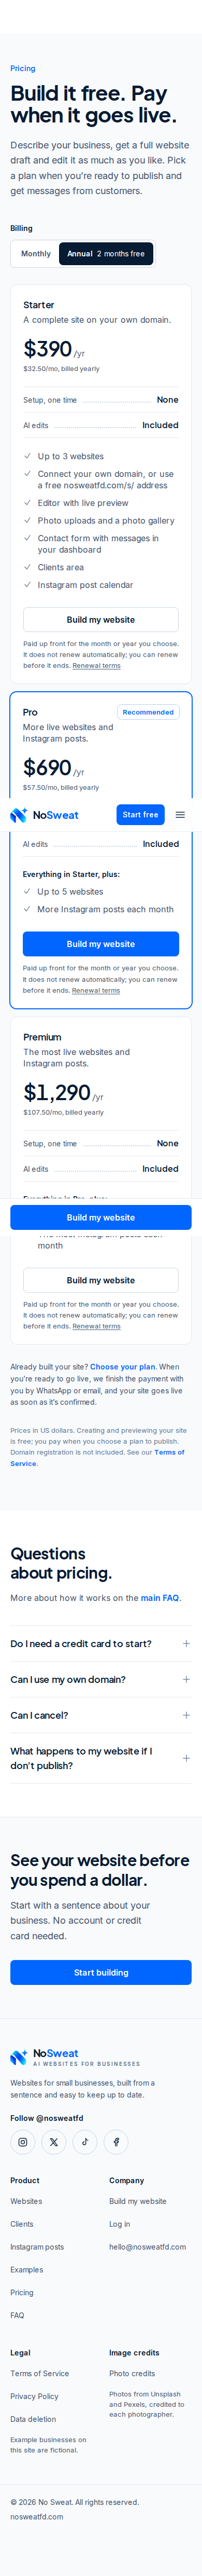 Pricing
Build it free. Pay
when it goes live.
Describe your business, get a full website
draft and edit it as much as you like. Pick
a plan when you're ready to publish and
get messages from customers.
Billing
Monthly Annual 2 months free
Starter
A complete site on your own domain.
$390 /yr
$32.50/mo, billed yearly
Setup, one time None
AI edits Included
Up to 3 websites
Connect your own domain, or use
a free nosweatfd.com/s/ address
Editor with live preview
Photo uploads and a photo gallery
Contact form with messages in
your dashboard
Clients area
Instagram post calendar
Build my website
Paid up front for the month or year you choose.
It does not renew automatically; you can renew
before it ends. Renewal terms
Pro Recommended
More live websites and
Instagram posts.
$690 /yr
$57.50/mo, billed yearly
NoSweat Start free
AI edits Included
Everything in Starter, plus:
Up to 5 websites
More Instagram posts each month
Build my website
Paid up front for the month or year you choose.
It does not renew automatically; you can renew
before it ends. Renewal terms
Premium
The most live websites and
Instagram posts.
$1,290 /yr
$107.50/mo, billed yearly
Setup, one time None
AI edits Included
Build my website
month
Build my website
Paid up front for the month or year you choose.
It does not renew automatically; you can renew
before it ends. Renewal terms
Already built your site? Choose your plan. When
you're ready to go live, we finish the payment with
you by WhatsApp or email, and your site goes live
as soon as it's confirmed.
Prices in US dollars. Creating and previewing your site
is free; you pay when you choose a plan to publish.
Domain registration is not included. See our Terms of
Service.
Questions
about pricing.
More about how it works on the main FAQ.
Do I need a credit card to start?
Can I use my own domain?
Can I cancel?
What happens to my website if I
don't publish?
See your website before
you spend a dollar.
Start with a sentence about your
business. No account or credit
card needed.
Start building
NoSweat
AI WEBSITES FOR BUSINESSES
Websites for small businesses, built from a
sentence and easy to keep up to date.
Follow @nosweatfd
Product Company
Websites Build my website
Clients Log in
Instagram posts hello@nosweatfd.com
Examples
Pricing
FAQ
Legal Image credits
Terms of Service Photo credits
Privacy Policy Photos from Unsplash
and Pexels, credited to
each photographer.
Data deletion
Example businesses on
this site are fictional.
© 2026 No Sweat. All rights reserved.
nosweatfd.com